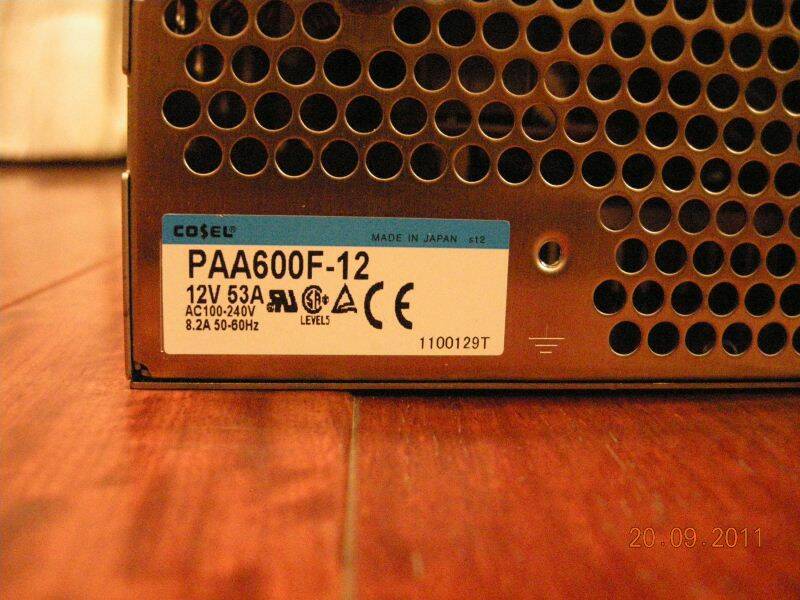 COSEL®
MADE IN JAPAN st2
PAA600F-12
12V 53A
AC100-240V
8.2A 50-60Hz
LEVEL5
CE
1100129T
20.09.2011